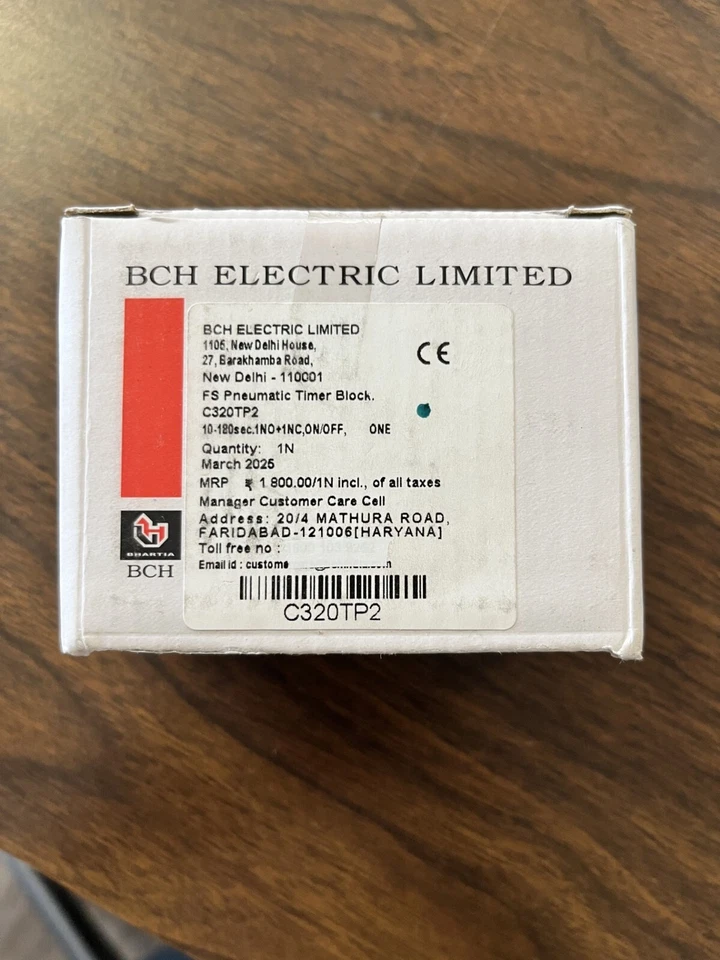 BCH ELECTRIC LIMITED
BCH ELECTRIC LIMITED
1105, New Delhi House,
27, Barakhamba Road,
New Delhi - 110001
CE
FS Pneumatic Timer Block.
C320TP2
10-180sec.1NO+1NC,ON/OFF, ONE
Quantity: 1N
March 2025
MRP ₹ 1 800.00/1N incl., of all taxes
Manager Customer Care Cell
Address: 20/4 MATHURA ROAD,
FARIDABAD-121006[HARYANA]
Toll free no :
Email id : custome
C320TP2
BHARTIA
BCH